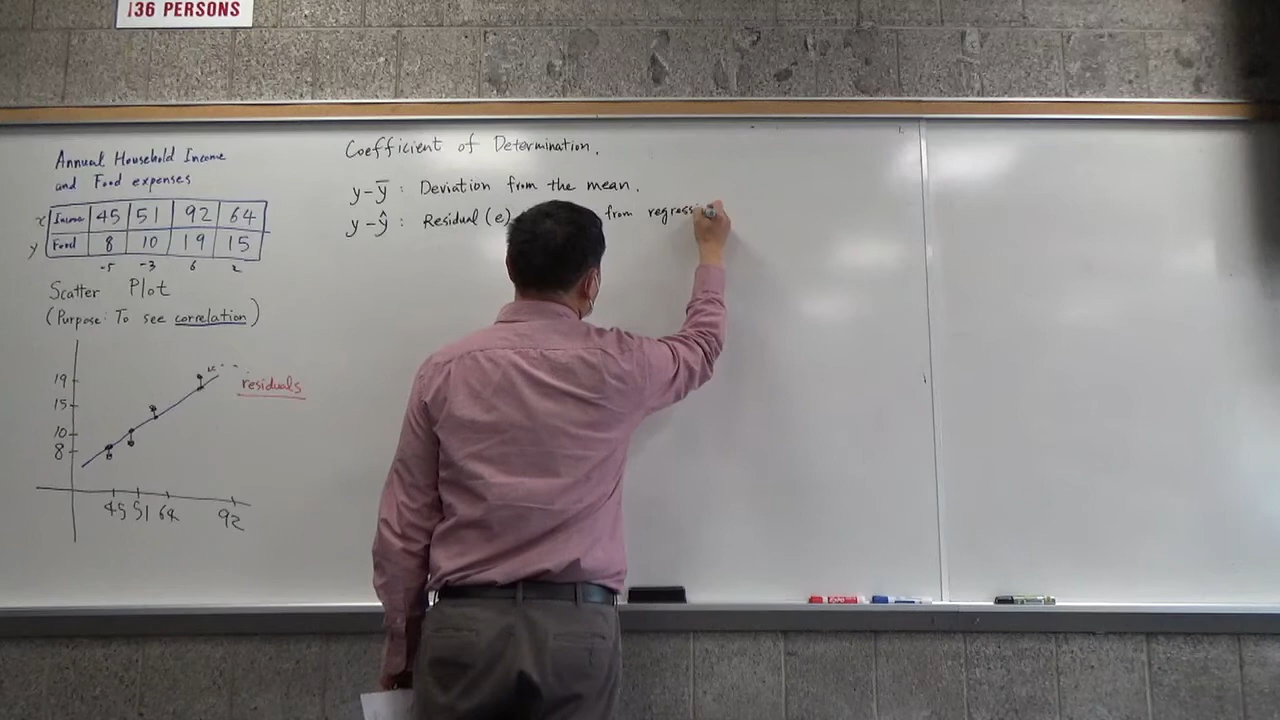 136 PERSONS
Annual Household Income
and Food expenses
x Income 45 51 92 64
y Food 8 10 19 15
-5 -3 6 2
Scatter Plot
(Purpose: To see correlation)
19
15
10
8
45 51 64 92
residuals
Coefficient of Determination.
y-ȳ : Deviation from the mean.
y-ŷ : Residual (e) from